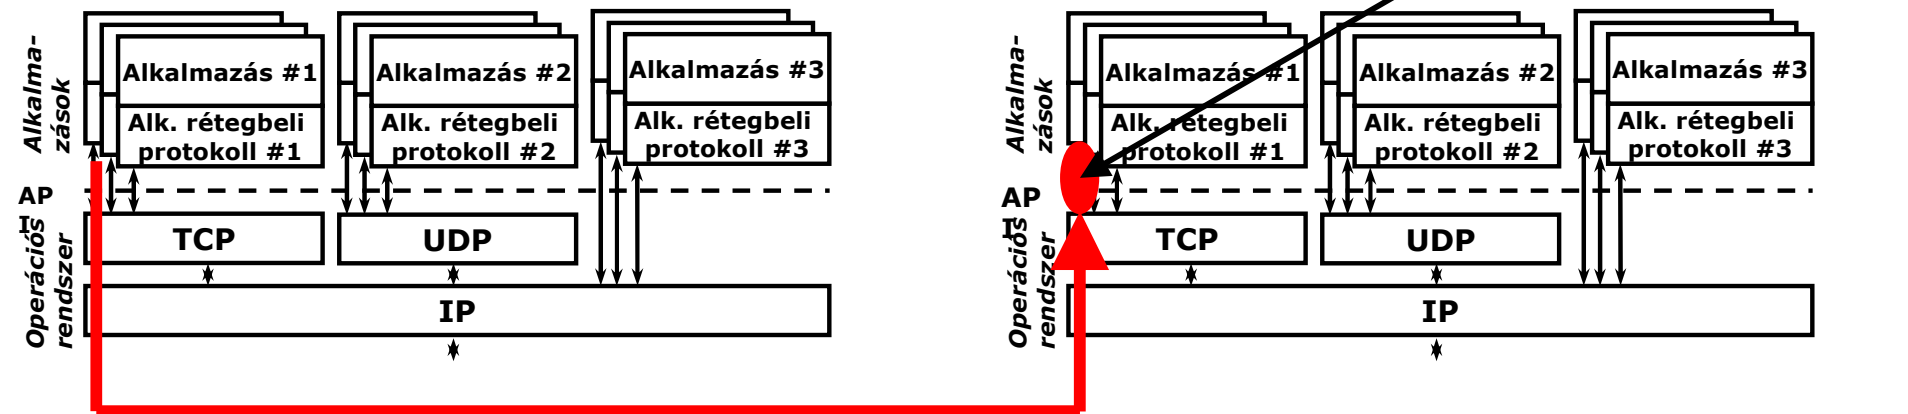 Alkalma-
zások
Alkalmazás #1
Alk. rétegbeli
protokoll #1
Alkalmazás #2
Alk. rétegbeli
protokoll #2
Alkalmazás #3
Alk. rétegbeli
protokoll #3
AP
I
Operációs
rendszer
TCP
UDP
IP
Alkalma-
zások
Alkalmazás #1
Alk. rétegbeli
protokoll #1
Alkalmazás #2
Alk. rétegbeli
protokoll #2
Alkalmazás #3
Alk. rétegbeli
protokoll #3
AP
I
Operációs
rendszer
TCP
UDP
IP